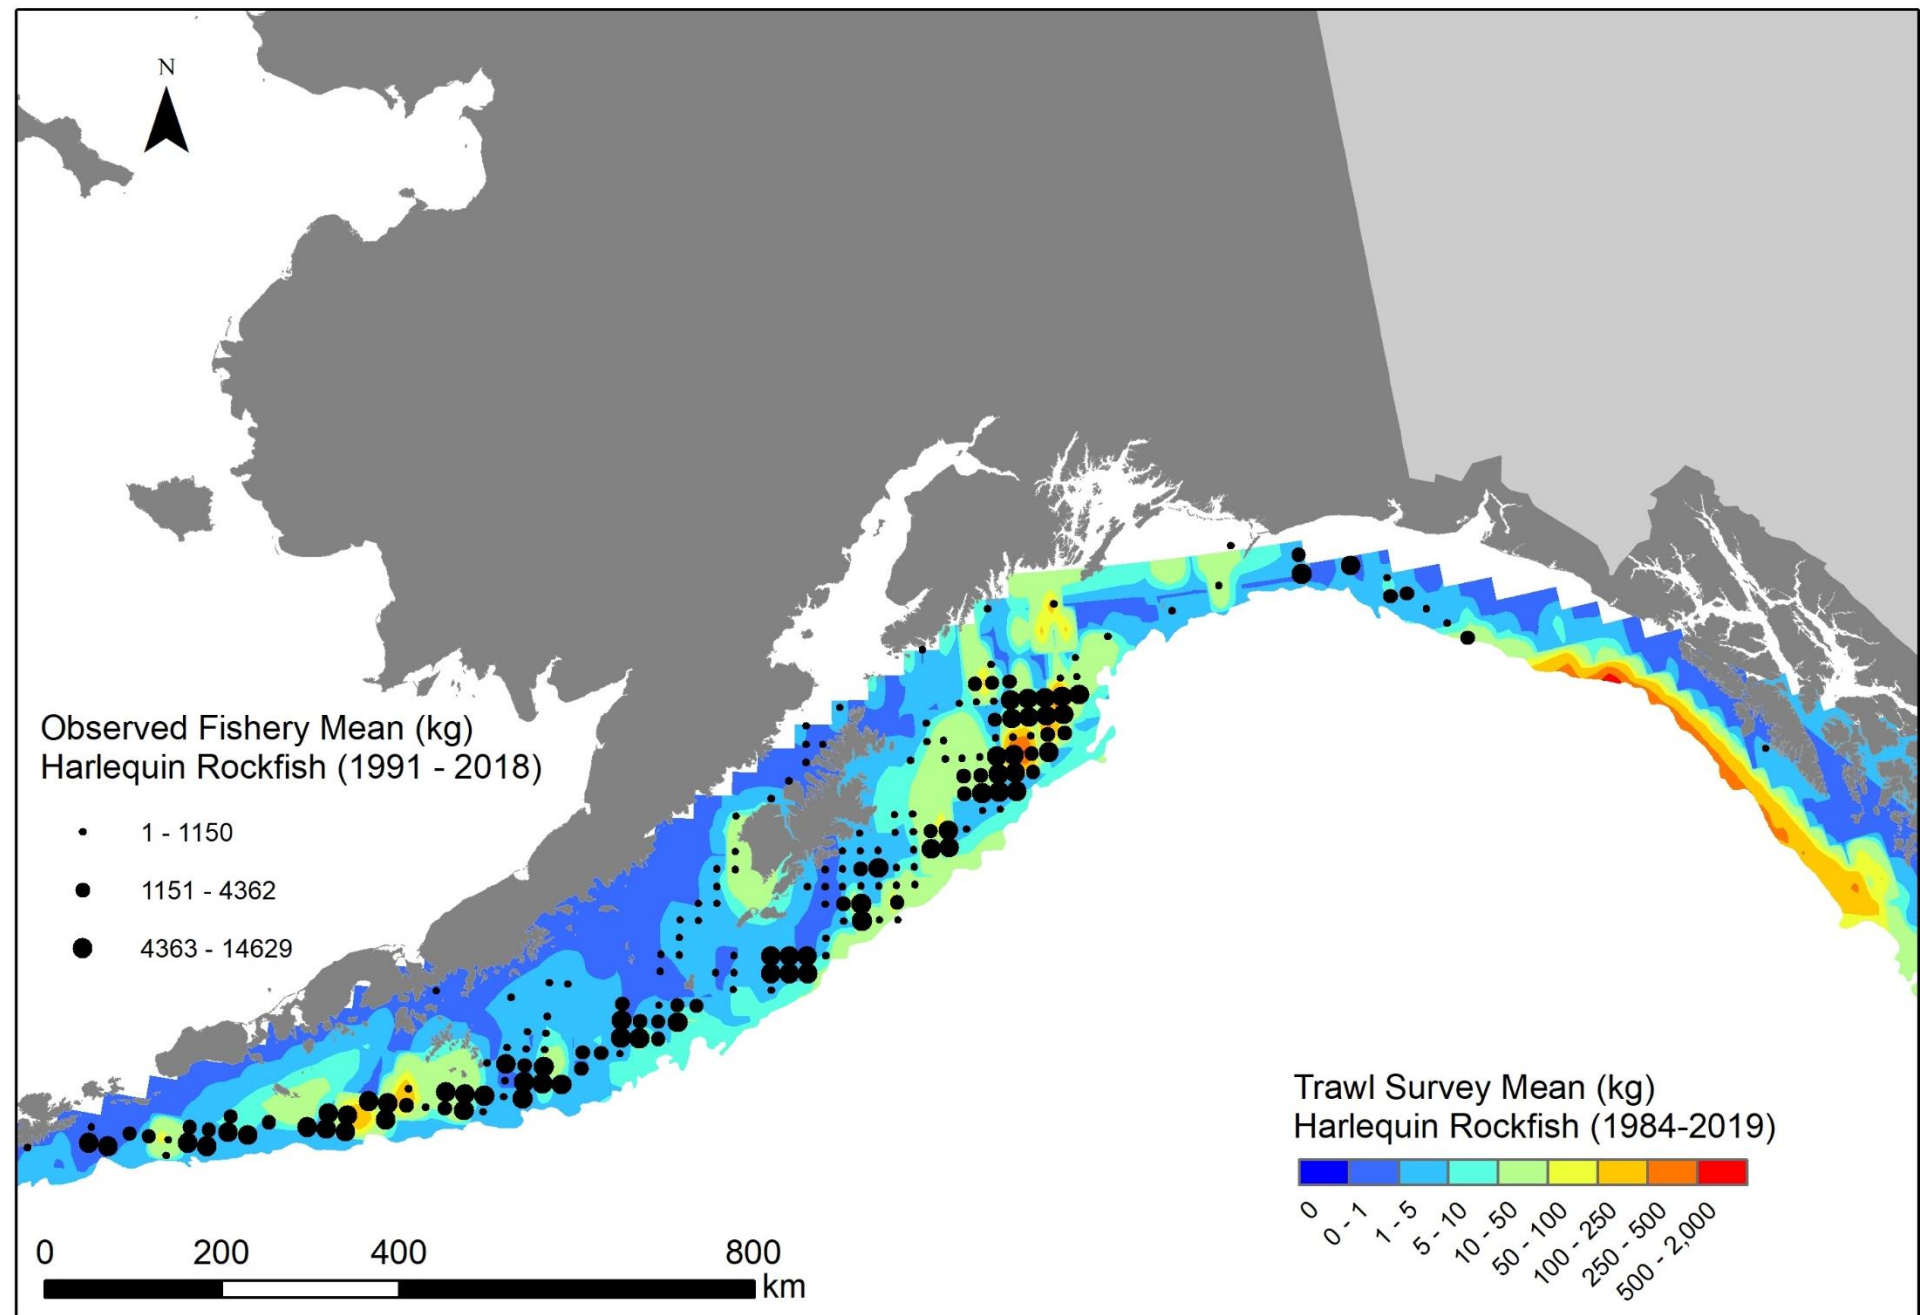 N
Observed Fishery Mean (kg)
Harlequin Rockfish (1991 - 2018)
1 - 1150
1151 - 4362
4363 - 14629
Trawl Survey Mean (kg)
Harlequin Rockfish (1984-2019)
0
0 - 1
1 - 5
5 - 10
10 - 50
50 - 100
100 - 250
250 - 500
500 - 2,000
0 200 400 800
km